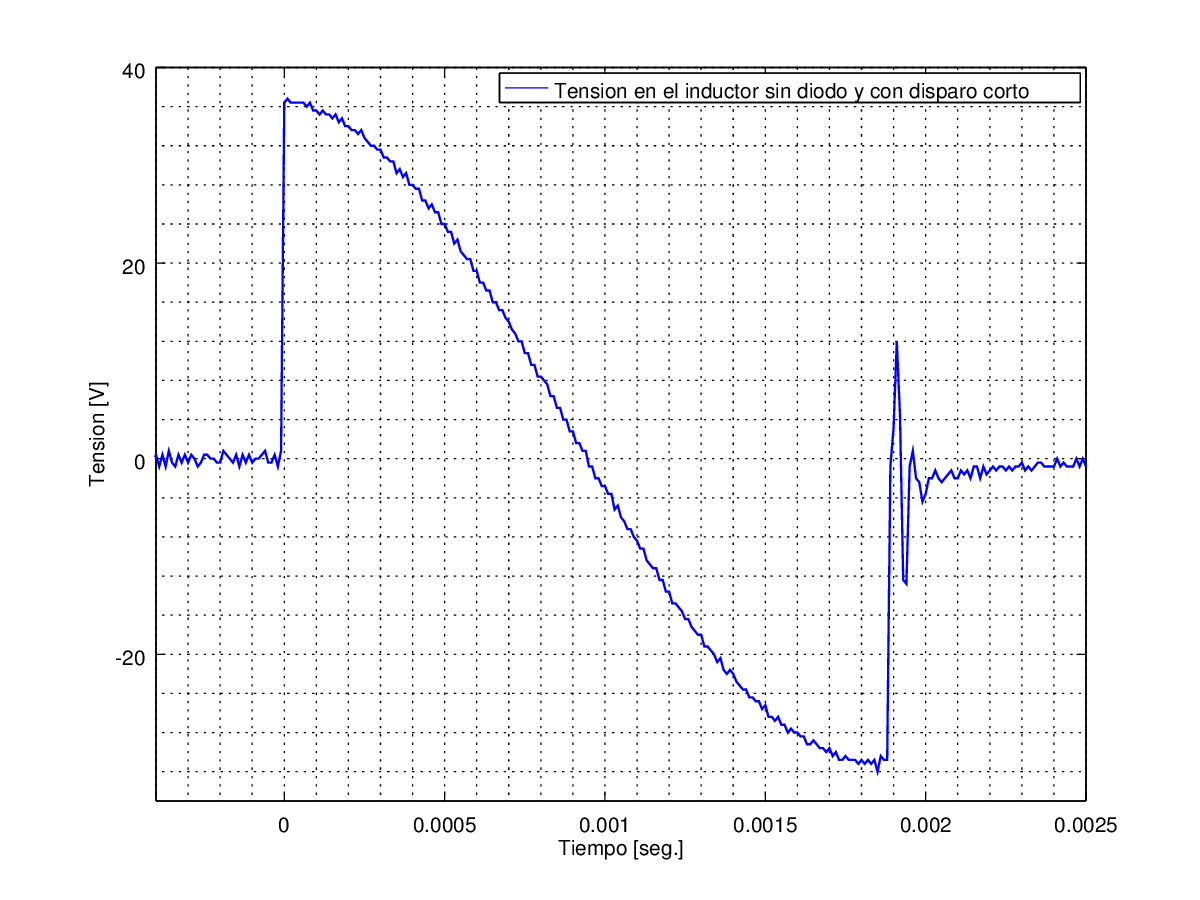 40
Tension en el inductor sin diodo y con disparo corto
20
Tension [V]
0
-20
0 0.0005 0.001 0.0015 0.002 0.0025
Tiempo [seg.]